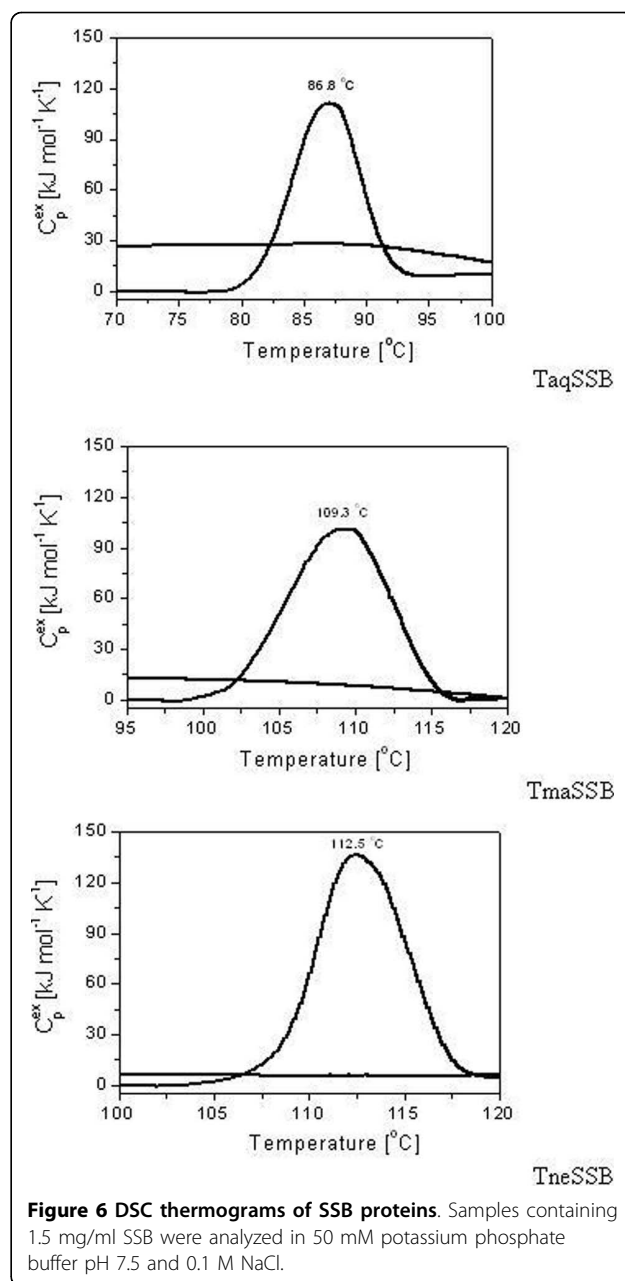 150
120
90
60
30
0
C_p^ex [kJ mol⁻¹ K⁻¹]
86.8 °C
70 75 80 85 90 95 100
Temperature [°C]
TaqSSB
150
120
90
60
30
0
C_p^ex [kJ mol⁻¹ K⁻¹]
109.3 °C
95 100 105 110 115 120
Temperature [°C]
TmaSSB
150
120
90
60
30
0
C_p^ex [kJ mol⁻¹ K⁻¹]
112.5 °C
100 105 110 115 120
Temperature [°C]
TneSSB
Figure 6 DSC thermograms of SSB proteins. Samples containing
1.5 mg/ml SSB were analyzed in 50 mM potassium phosphate
buffer pH 7.5 and 0.1 M NaCl.